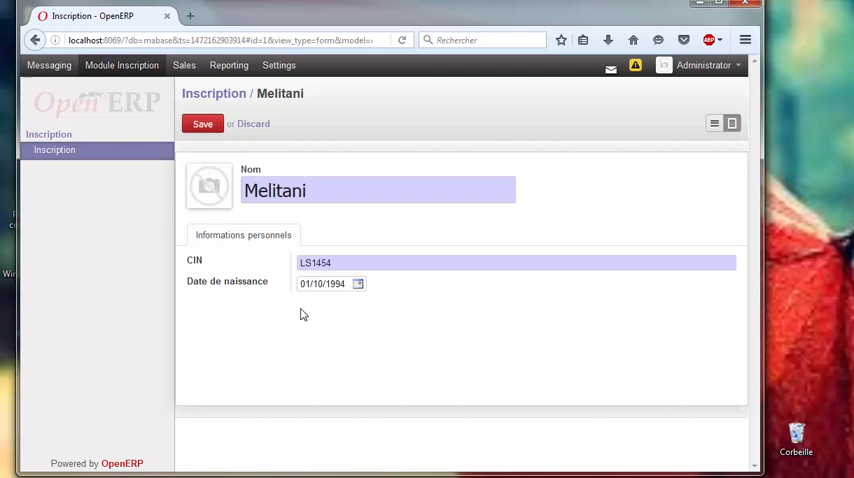 Inscription - OpenERP
localhost:8069/?db=mabase&ts=1472162903914#id=1&view_type=form&model=
Rechercher
ABP
Messaging Module Inscription Sales Reporting Settings Administrator
OpenERP
Inscription / Melitani
Save or Discard
Inscription
Inscription
Nom
Melitani
Informations personnels
CIN LS1454
Date de naissance 01/10/1994
Powered by OpenERP
Corbeille